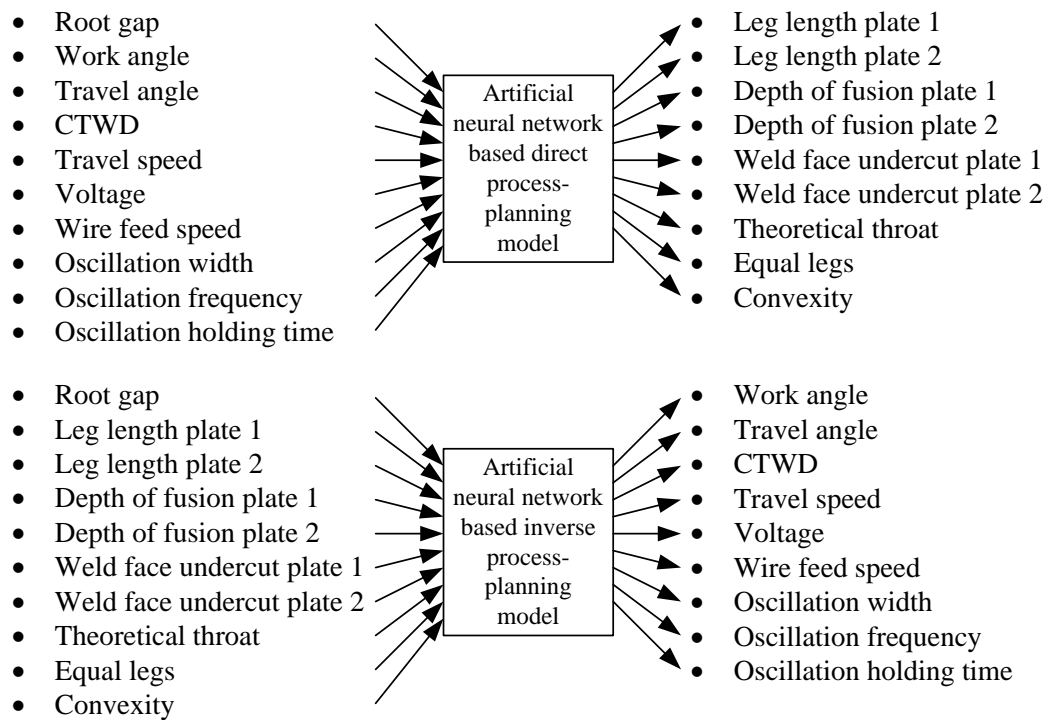 • Root gap
• Work angle
• Travel angle
• CTWD
• Travel speed
• Voltage
• Wire feed speed
• Oscillation width
• Oscillation frequency
• Oscillation holding time
Artificial
neural network
based direct
process-
planning
model
• Leg length plate 1
• Leg length plate 2
• Depth of fusion plate 1
• Depth of fusion plate 2
• Weld face undercut plate 1
• Weld face undercut plate 2
• Theoretical throat
• Equal legs
• Convexity
• Root gap
• Leg length plate 1
• Leg length plate 2
• Depth of fusion plate 1
• Depth of fusion plate 2
• Weld face undercut plate 1
• Weld face undercut plate 2
• Theoretical throat
• Equal legs
• Convexity
Artificial
neural network
based inverse
process-
planning
model
• Work angle
• Travel angle
• CTWD
• Travel speed
• Voltage
• Wire feed speed
• Oscillation width
• Oscillation frequency
• Oscillation holding time